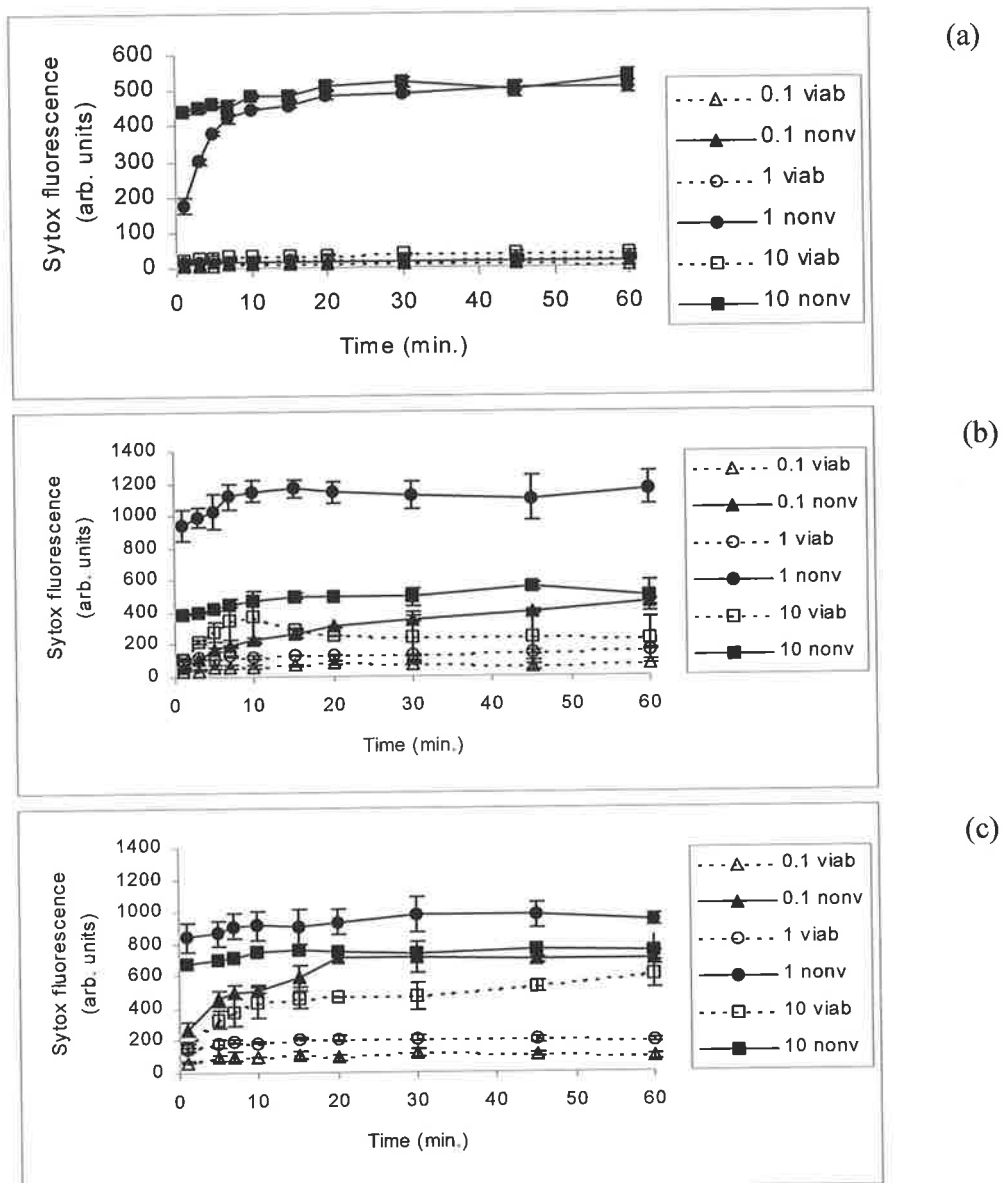 (a)
Sytox fluorescence
(arb. units)
600
500
400
300
200
100
0
0 10 20 30 40 50 60
Time (min.)
0.1 viab
0.1 nonv
1 viab
1 nonv
10 viab
10 nonv
(b)
Sytox fluorescence
(arb. units)
1400
1200
1000
800
600
400
200
0
0 10 20 30 40 50 60
Time (min.)
0.1 viab
0.1 nonv
1 viab
1 nonv
10 viab
10 nonv
(c)
Sytox fluorescence
(arb. units)
1400
1200
1000
800
600
400
200
0
0 10 20 30 40 50 60
Time (min.)
0.1 viab
0.1 nonv
1 viab
1 nonv
10 viab
10 nonv